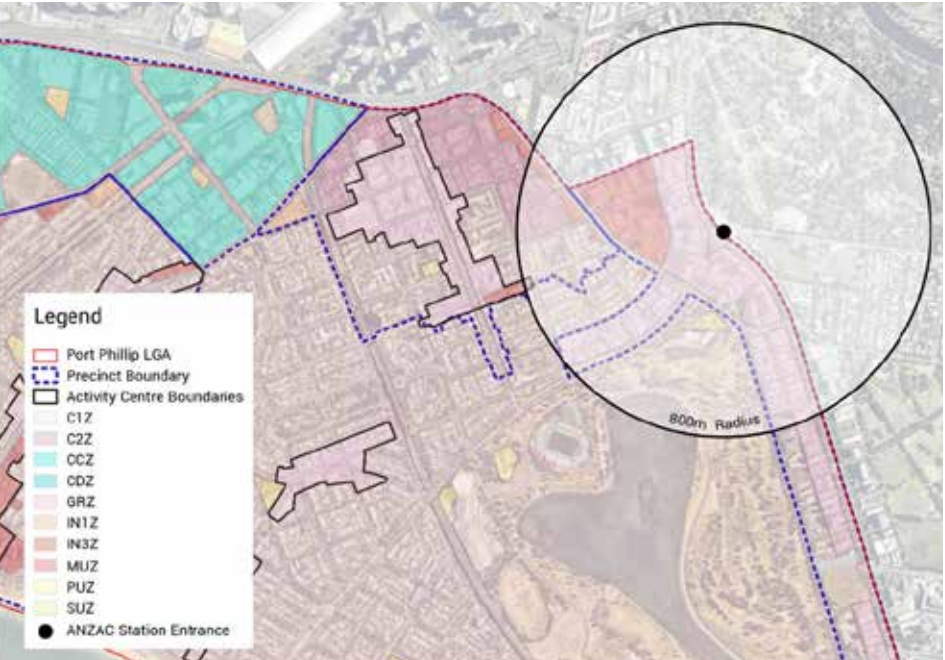 800m Radius
Legend
Port Phillip LGA
Precinct Boundary
Activity Centre Boundaries
C1Z
C2Z
CCZ
CDZ
GRZ
IN1Z
IN3Z
MUZ
PUZ
SUZ
ANZAC Station Entrance